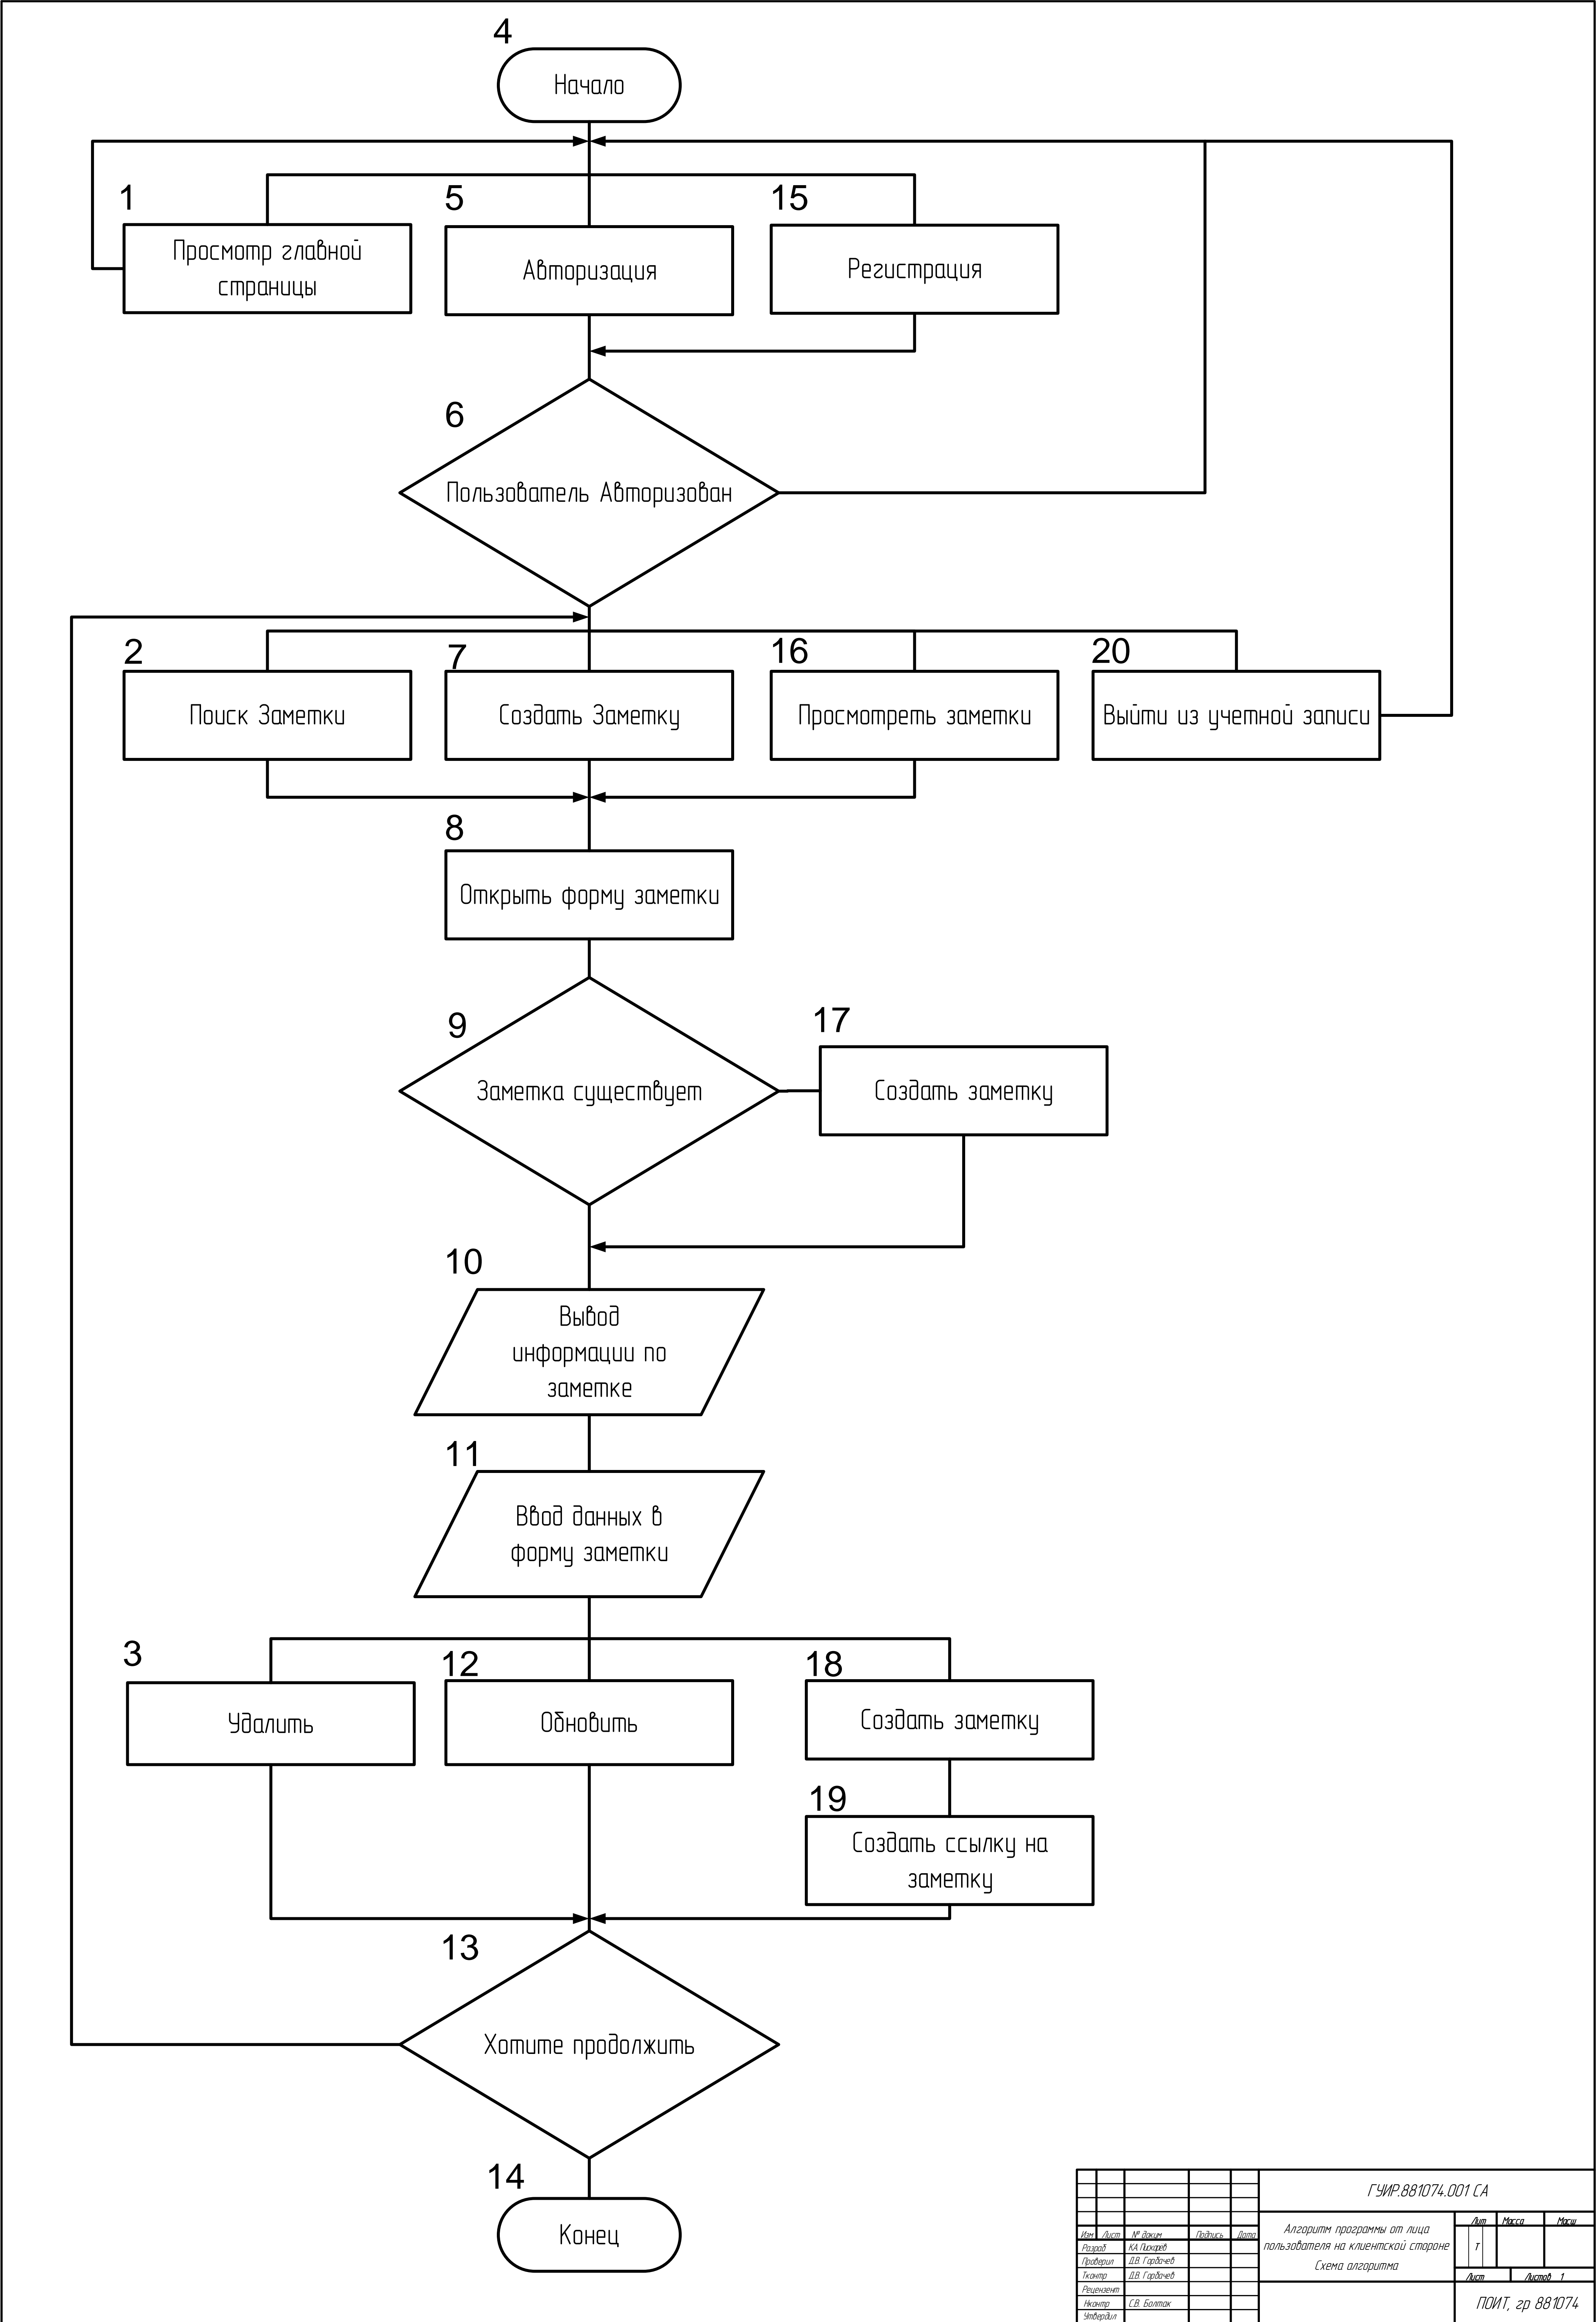 4
Начало
1
5
15
Просмотр главной
страницы
Авторизация
Регистрация
6
Пользователь Авторизован
2
7
16
20
Поиск Заметки
Создать Заметку
Просмотреть заметки
Выйти из учетной записи
8
Открыть форму заметки
9
17
Заметка существует
Создать заметку
10
Вывод
информации по
заметке
11
Ввод данных в
форму заметки
3
12
18
Удалить
Обновить
Создать заметку
19
Создать ссылку на
заметку
13
Хотите продолжить
14
Конец
ГУИР.881074.001 СА
Изм Лист № докум Подпись Дата
Алгоритм программы от лица
пользователя на клиентской стороне
Схема алгоритма
Лит Масса Масш
Т
Разраб К.А. Пискарев
Проверил Д.В. Горбачев
Т.контр Д.В. Горбачев
Рецензент
Н.контр С.В. Болтак
Утвердил
Лист Листов 1
ПОИТ, гр 881074